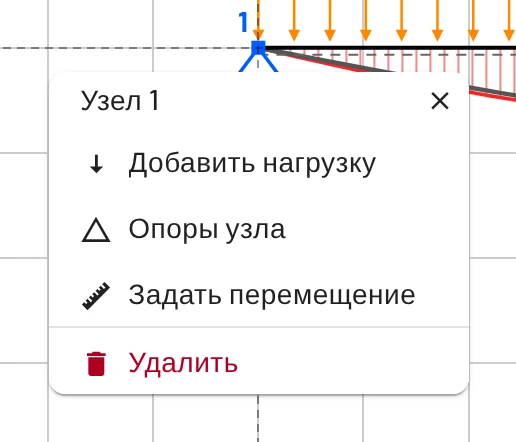 1
Узел 1
Добавить нагрузку
Опоры узла
Задать перемещение
Удалить